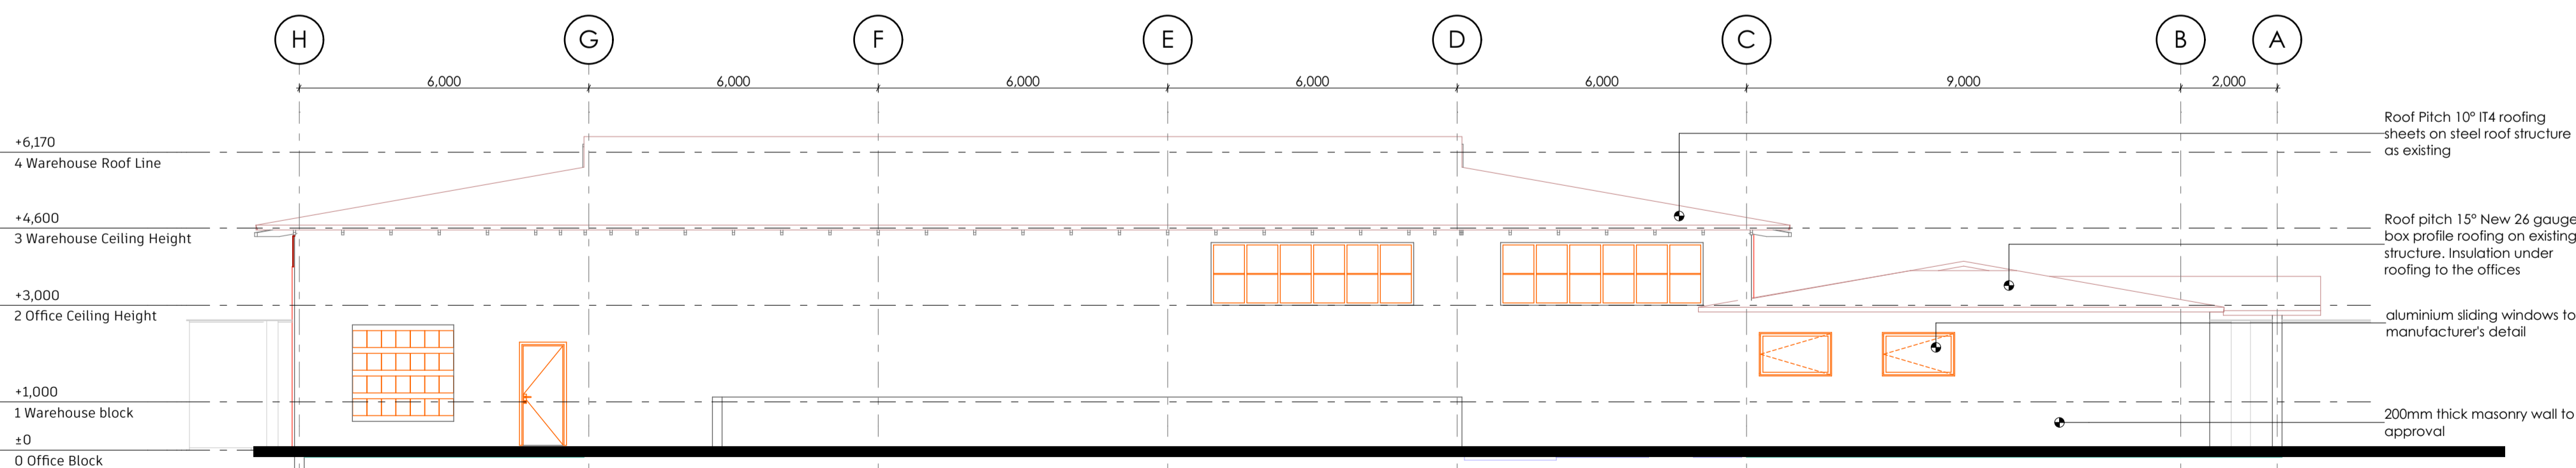 H G F E D C B A
6,000 6,000 6,000 6,000 6,000 9,000 2,000
Roof Pitch 10° IT4 roofing
sheets on steel roof structure
as existing
+6,170
4 Warehouse Roof Line
+4,600
3 Warehouse Ceiling Height
Roof pitch 15° New 26 gauge
box profile roofing on existing
structure. Insulation under
roofing to the offices
+3,000
2 Office Ceiling Height
aluminium sliding windows to
manufacturer's detail
+1,000
1 Warehouse block
200mm thick masonry wall to
approval
±0
0 Office Block